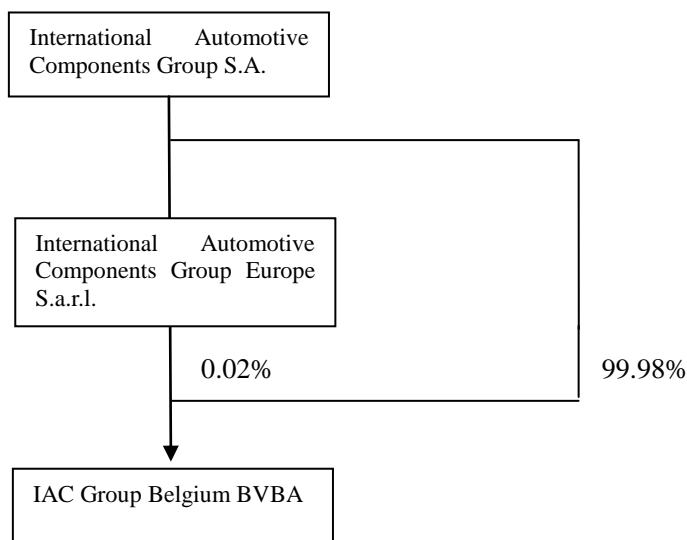 International Automotive
Components Group S.A.
International Automotive
Components Group Europe
S.a.r.l.
0.02%
99.98%
IAC Group Belgium BVBA